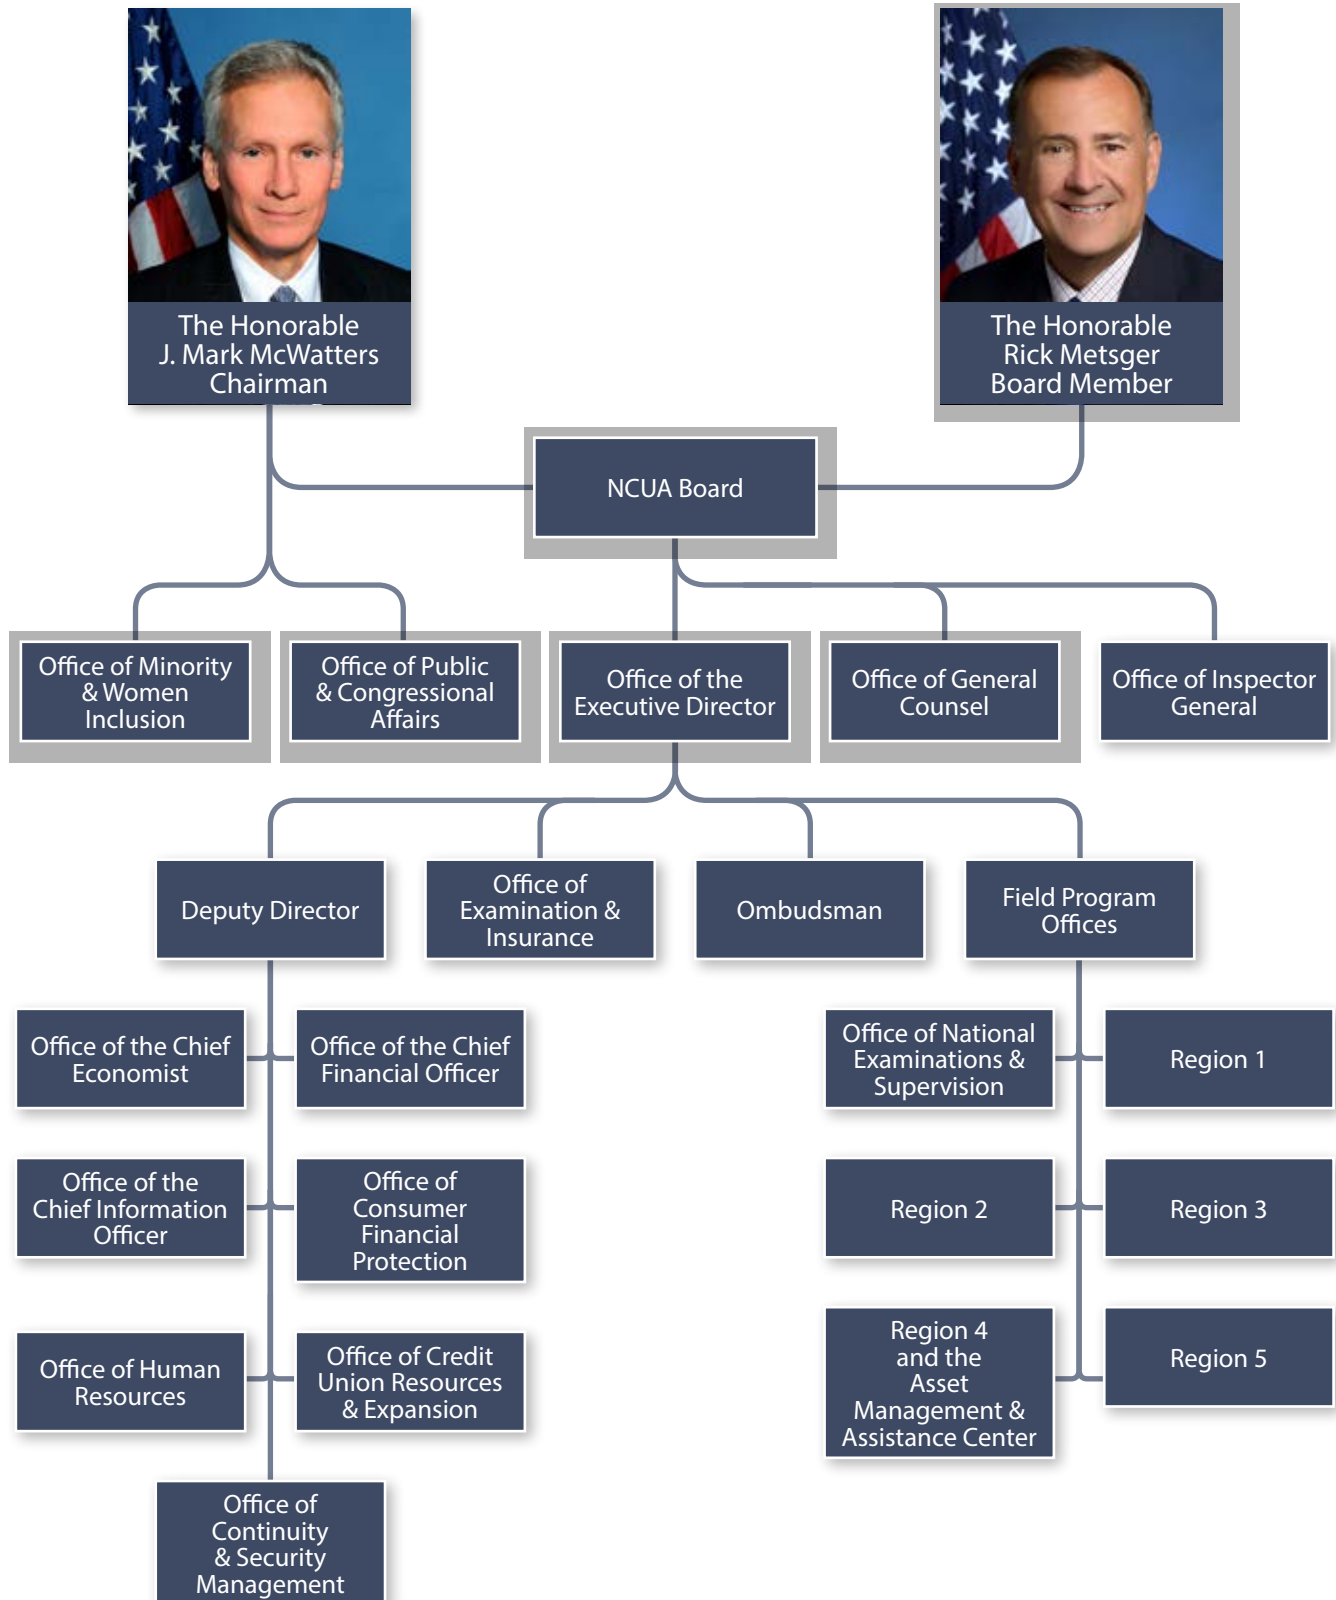 The Honorable
J. Mark McWatters
Chairman
The Honorable
Rick Metsger
Board Member
NCUA Board
Office of Minority
& Women
Inclusion
Office of Public
& Congressional
Affairs
Office of the
Executive Director
Office of General
Counsel
Office of Inspector
General
Deputy Director
Office of
Examination &
Insurance
Ombudsman
Field Program
Offices
Office of the Chief
Economist
Office of the Chief
Financial Officer
Office of National
Examinations &
Supervision
Region 1
Office of the
Chief Information
Officer
Office of
Consumer
Financial
Protection
Region 2
Region 3
Office of Human
Resources
Office of Credit
Union Resources
& Expansion
Region 4
and the
Asset
Management &
Assistance Center
Region 5
Office of
Continuity
& Security
Management